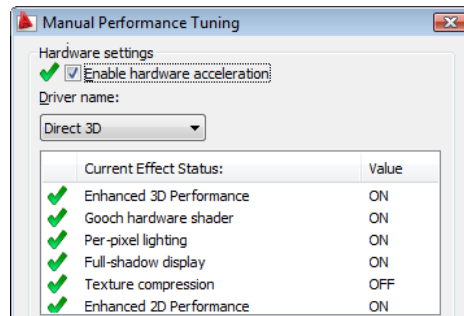 Manual Performance Tuning
Hardware settings
Enable hardware acceleration
Driver name:
Direct 3D
Current Effect Status: Value
Enhanced 3D Performance ON
Gooch hardware shader ON
Per-pixel lighting ON
Full-shadow display ON
Texture compression OFF
Enhanced 2D Performance ON